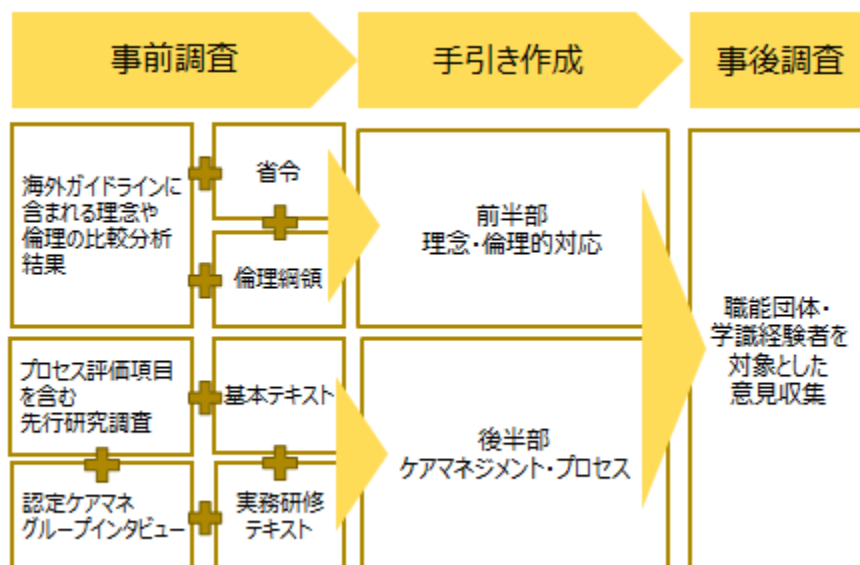 事前調査
手引き作成
事後調査
海外ガイドラインに
含まれる理念や
倫理の比較分析
結果
省令
倫理綱領
前半部
理念・倫理的対応
プロセス評価項目
を含む
先行研究調査
基本テキスト
認定ケアマネ
グループインタビュー
実務研修
テキスト
後半部
ケアマネジメント・プロセス
職能団体・
学識経験者を
対象とした
意見収集